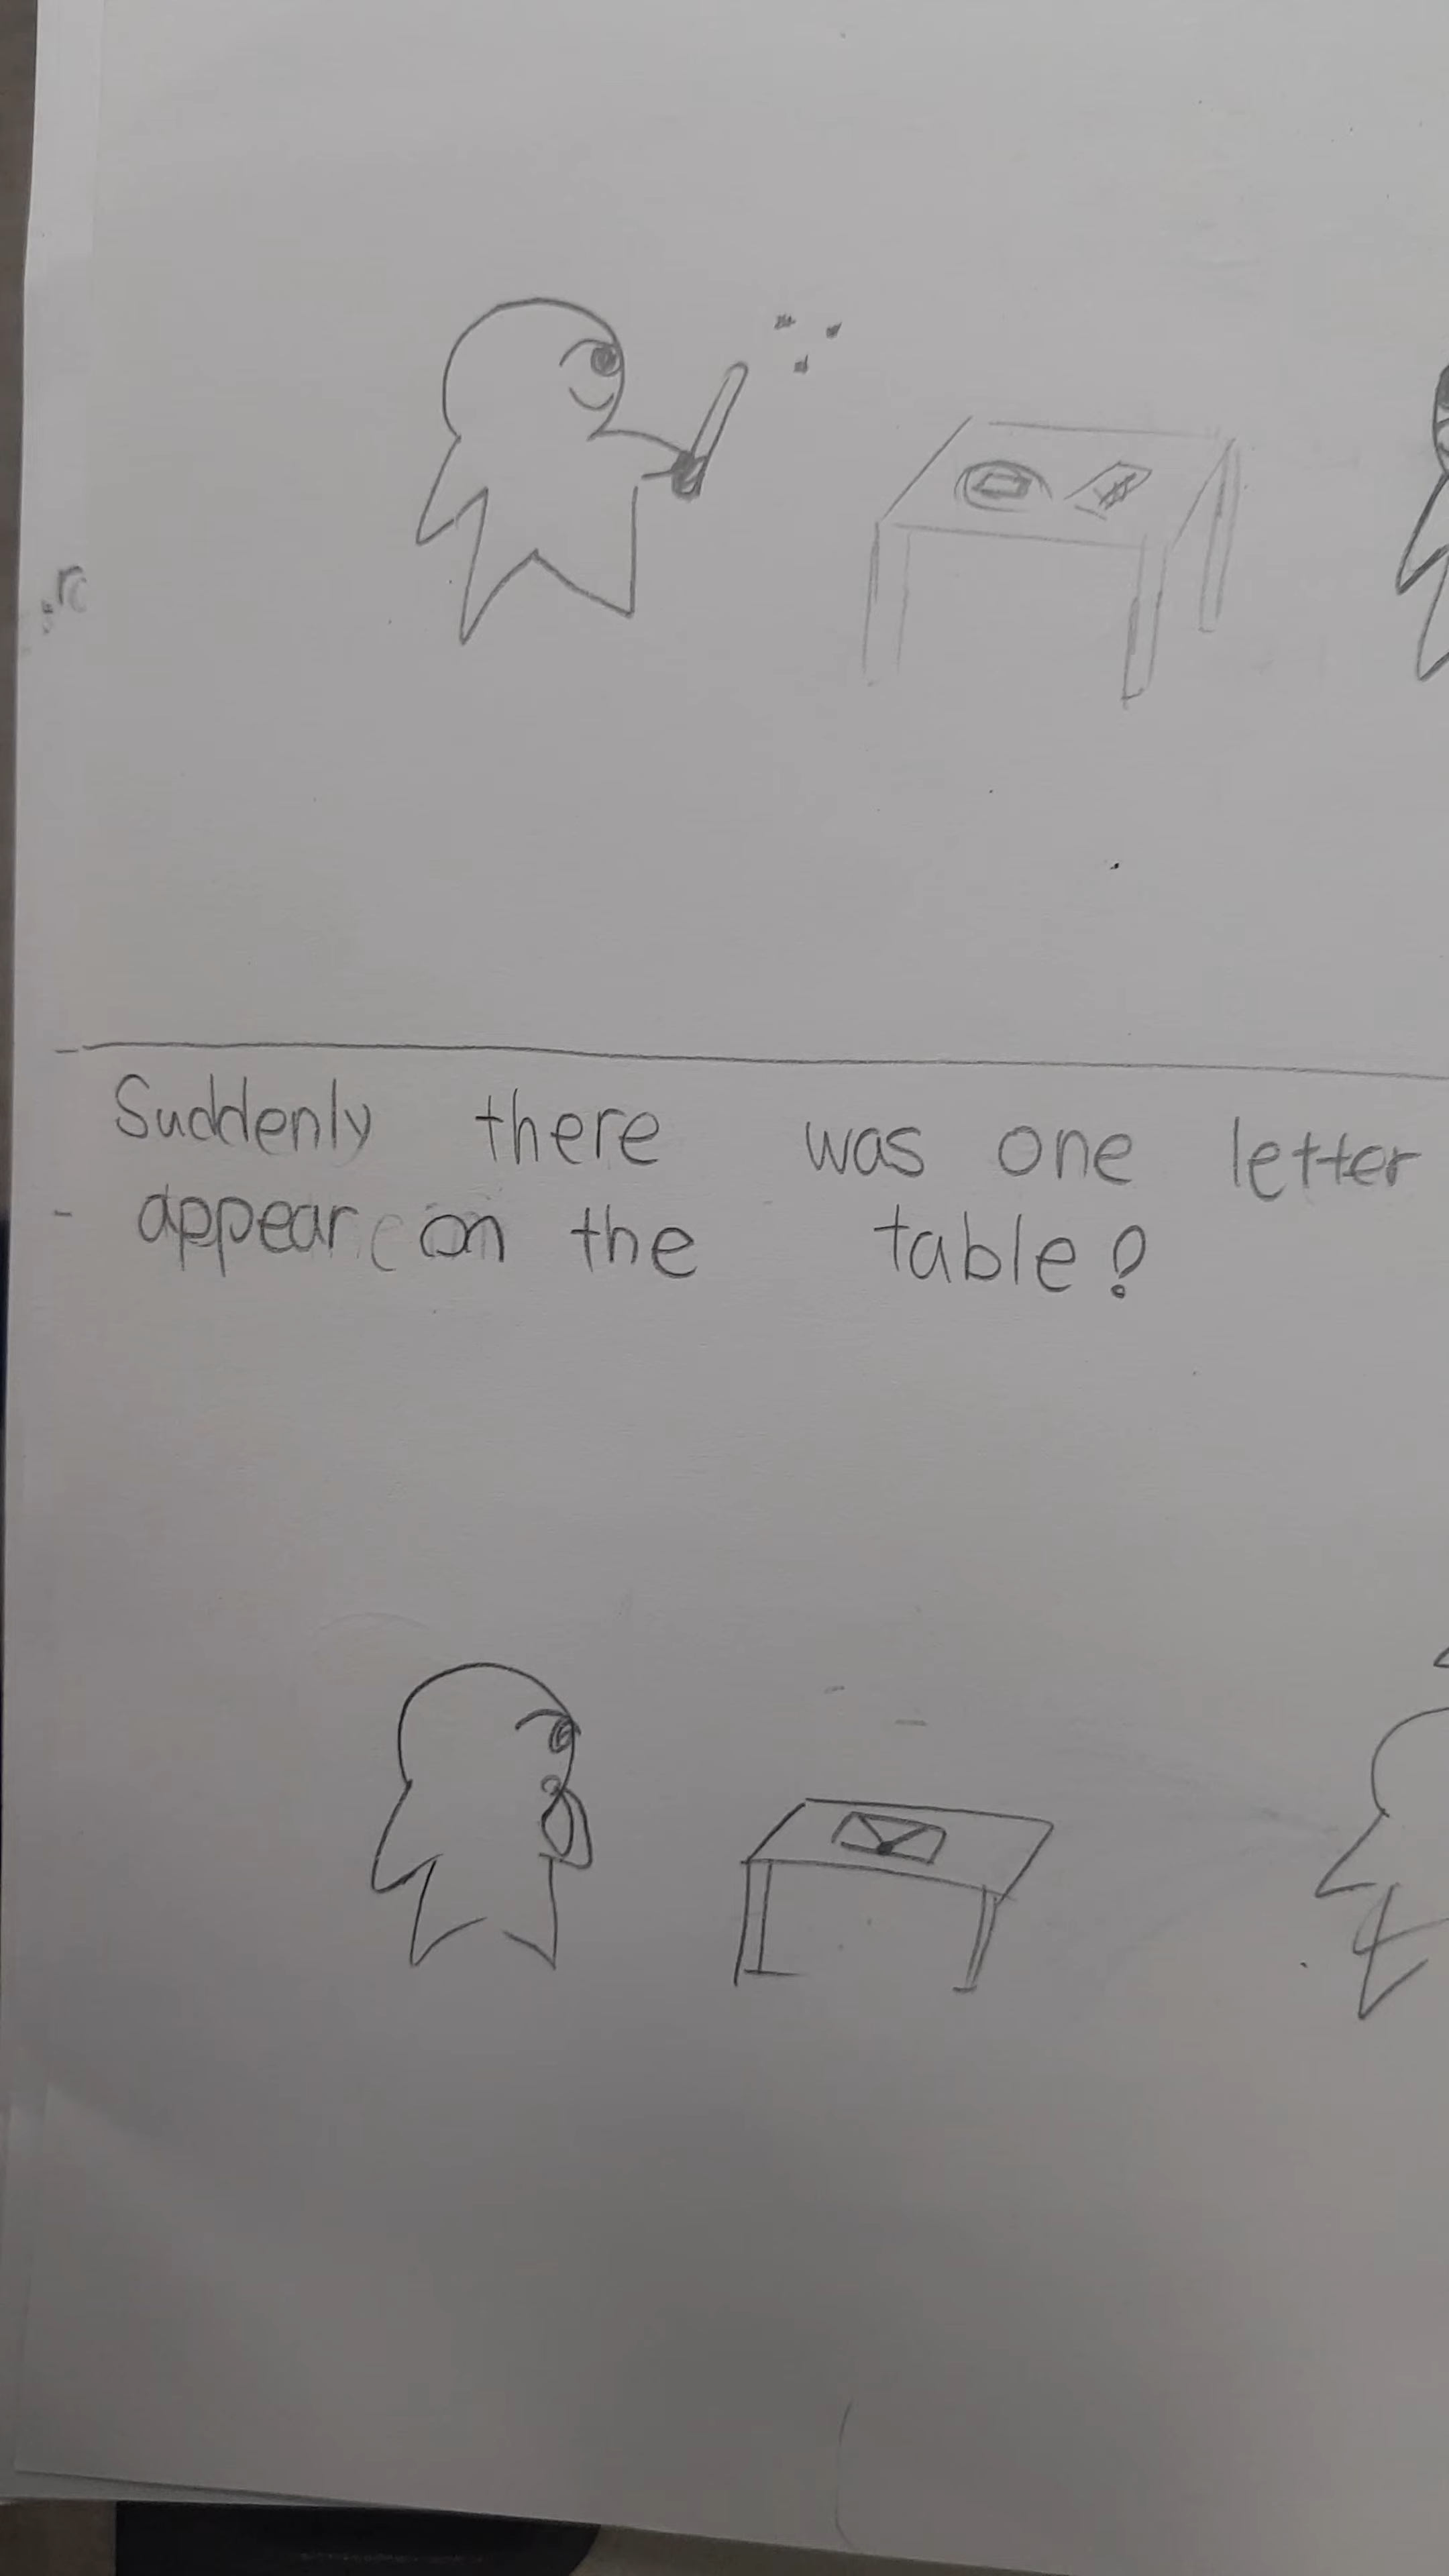 Suddenly there was one letter
appear on the table?